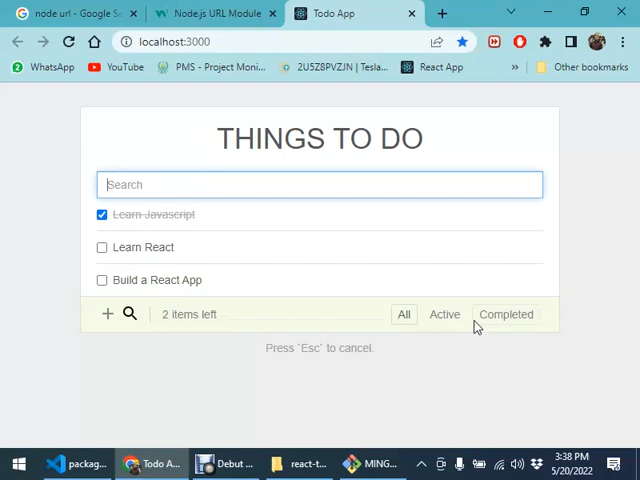 node url - Google Se
Node.js URL Module
Todo App
localhost:3000
WhatsApp
YouTube
PMS - Project Moni...
2U5Z8PVZJN | Tesla...
React App
»
Other bookmarks
THINGS TO DO
Search
Learn Javascript
Learn React
Build a React App
2 items left
All
Active
Completed
Press `Esc` to cancel.
packag...
Todo A...
Debut ...
react-t...
MING...
3:38 PM
5/20/2022